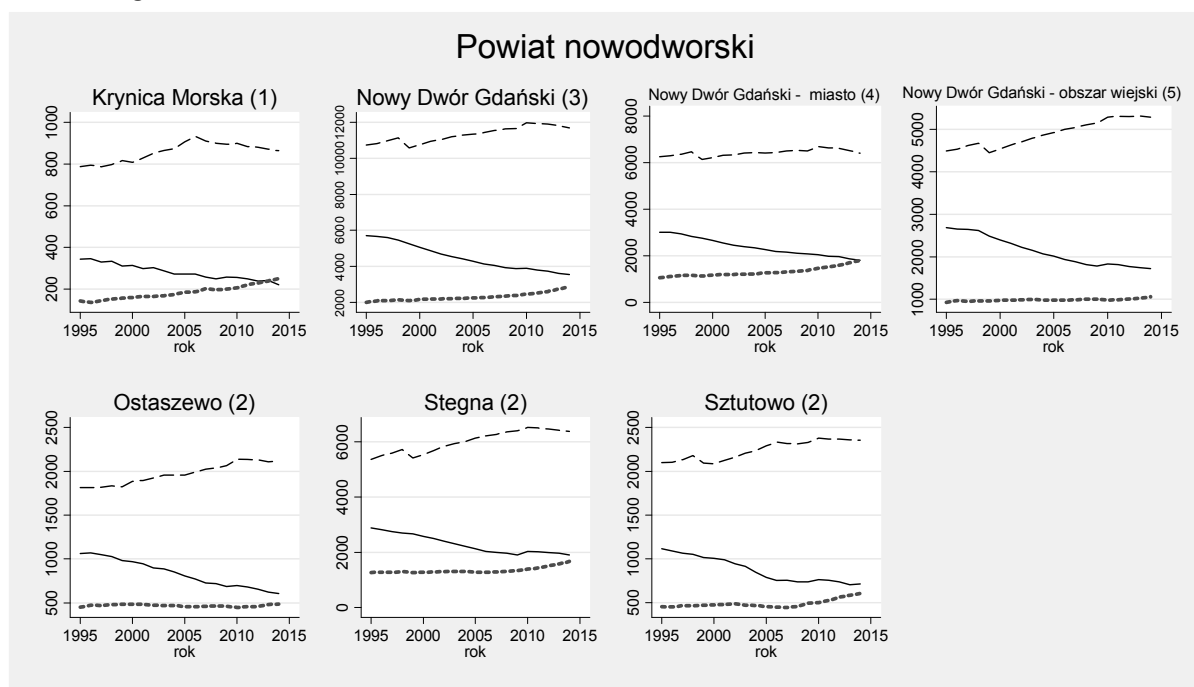 Powiat nowodworski
Krynica Morska (1)
200 400 600 800 1000
1995 2000 2005 2010 2015
rok
Nowy Dwór Gdański (3)
2000 4000 6000 8000 10000 12000
1995 2000 2005 2010 2015
rok
Nowy Dwór Gdański - miasto (4)
0 2000 4000 6000 8000
1995 2000 2005 2010 2015
rok
Nowy Dwór Gdański - obszar wiejski (5)
1000 2000 3000 4000 5000
1995 2000 2005 2010 2015
rok
Ostaszewo (2)
500 1000 1500 2000 2500
1995 2000 2005 2010 2015
rok
Stegna (2)
0 2000 4000 6000
1995 2000 2005 2010 2015
rok
Sztutowo (2)
500 1000 1500 2000 2500
1995 2000 2005 2010 2015
rok